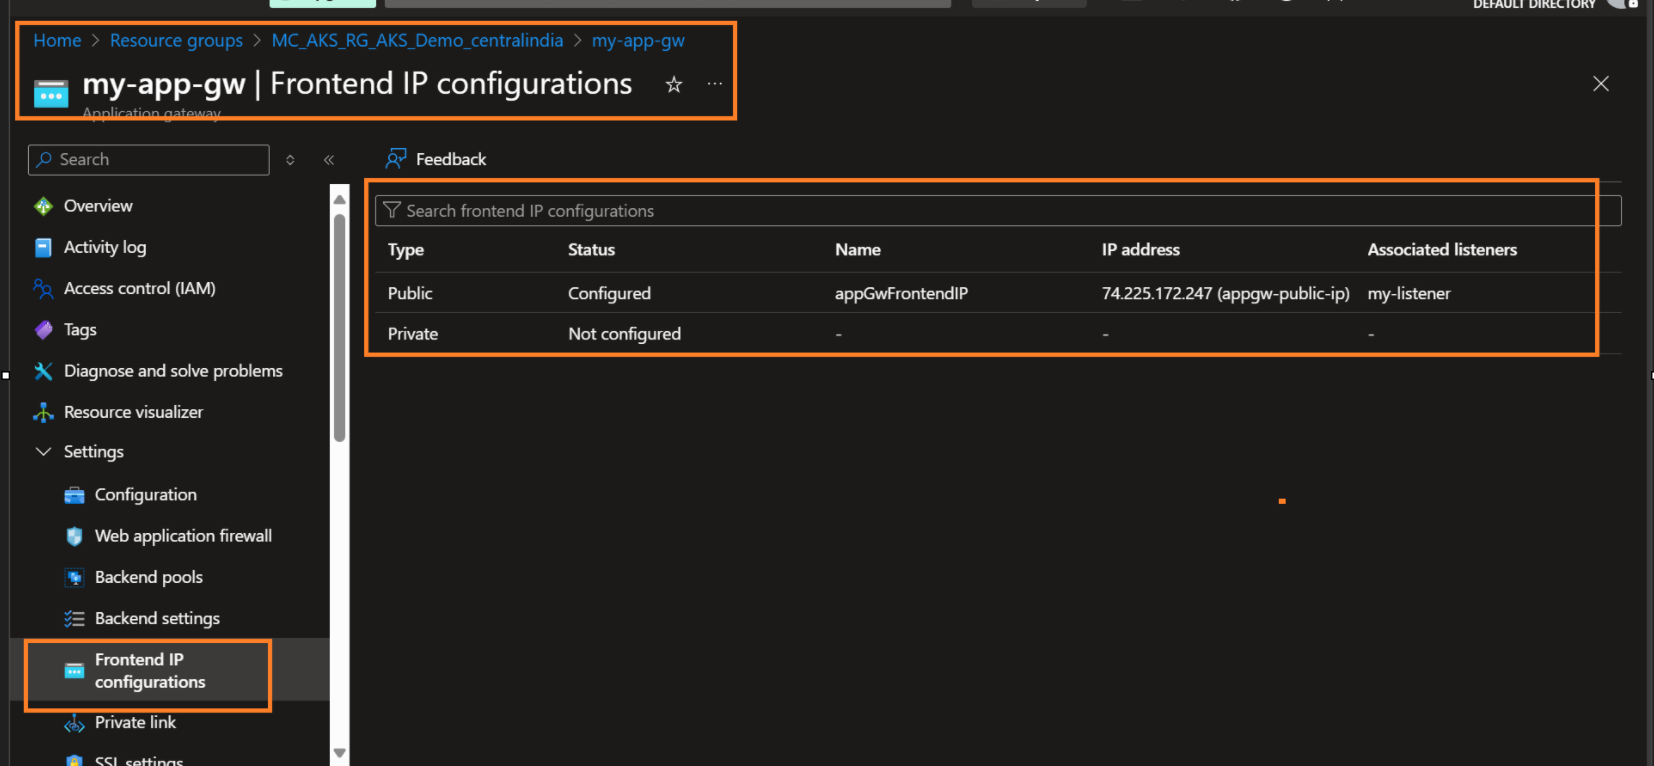 DEFAULT DIRECTORY
Home > Resource groups > MC_AKS_RG_AKS_Demo_centralindia > my-app-gw
my-app-gw | Frontend IP configurations
Application gateway
Search
Feedback
Overview
Activity log
Access control (IAM)
Tags
Diagnose and solve problems
Resource visualizer
Settings
Configuration
Web application firewall
Backend pools
Backend settings
Frontend IP
configurations
Private link
SSL settings
Search frontend IP configurations
Type Status Name IP address Associated listeners
Public Configured appGwFrontendIP 74.225.172.247 (appgw-public-ip) my-listener
Private Not configured - - -